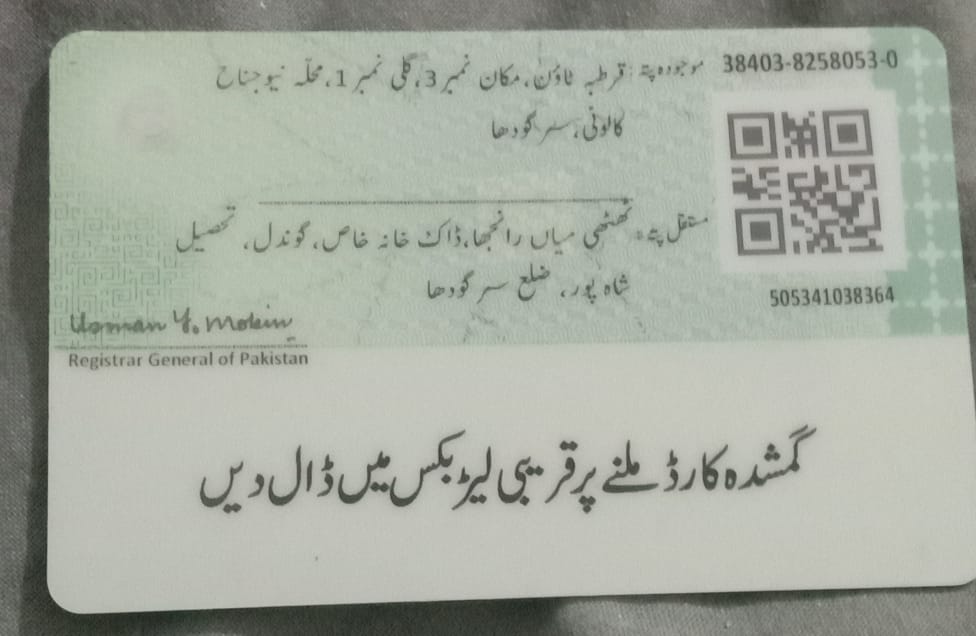 38403-8258053-0
موجودہ پتہ: قرطبہ ٹاؤن، مکان نمبر 3، گلی نمبر 1، محلّہ نیو جناح
کالونی، سرگودھا
مستقل پتہ: ٹھٹھی میاں رانجھا، ڈاک خانہ خاص، گوندل، تحصیل
شاہ پور، ضلع سرگودھا
505341038364
Usman Y. Mobin
Registrar General of Pakistan
گمشدہ کارڈ ملنے پر قریبی لیٹر بکس میں ڈال دیں